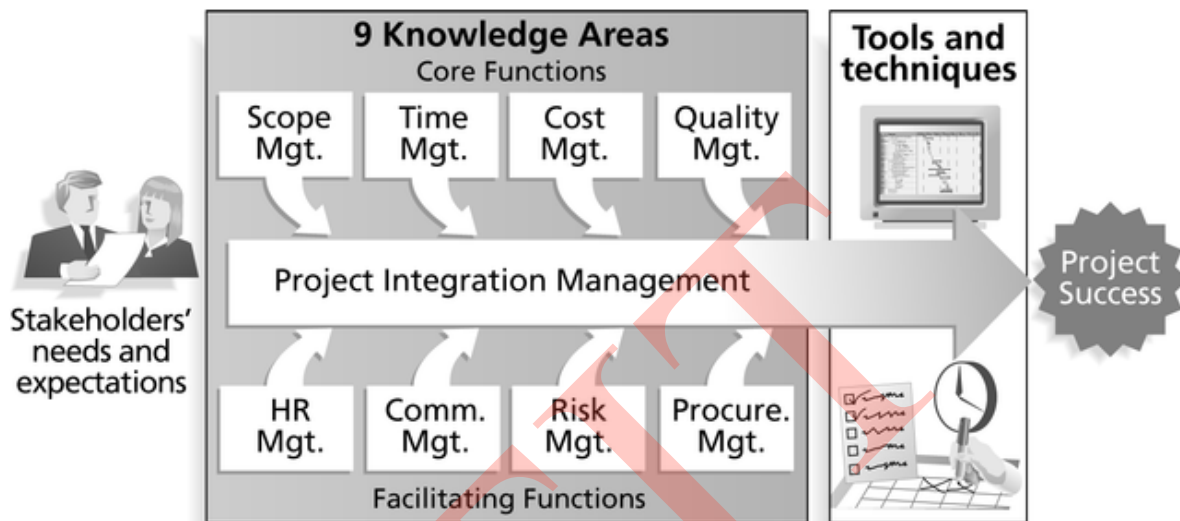 9 Knowledge Areas
Core Functions
Scope
Mgt.
Time
Mgt.
Cost
Mgt.
Quality
Mgt.
Stakeholders'
needs and
expectations
Project Integration Management
HR
Mgt.
Comm.
Mgt.
Risk
Mgt.
Procure.
Mgt.
Facilitating Functions
Tools and
techniques
Project
Success